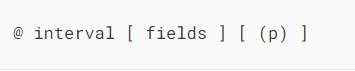 @ interval [ fields ] [ (p) ]